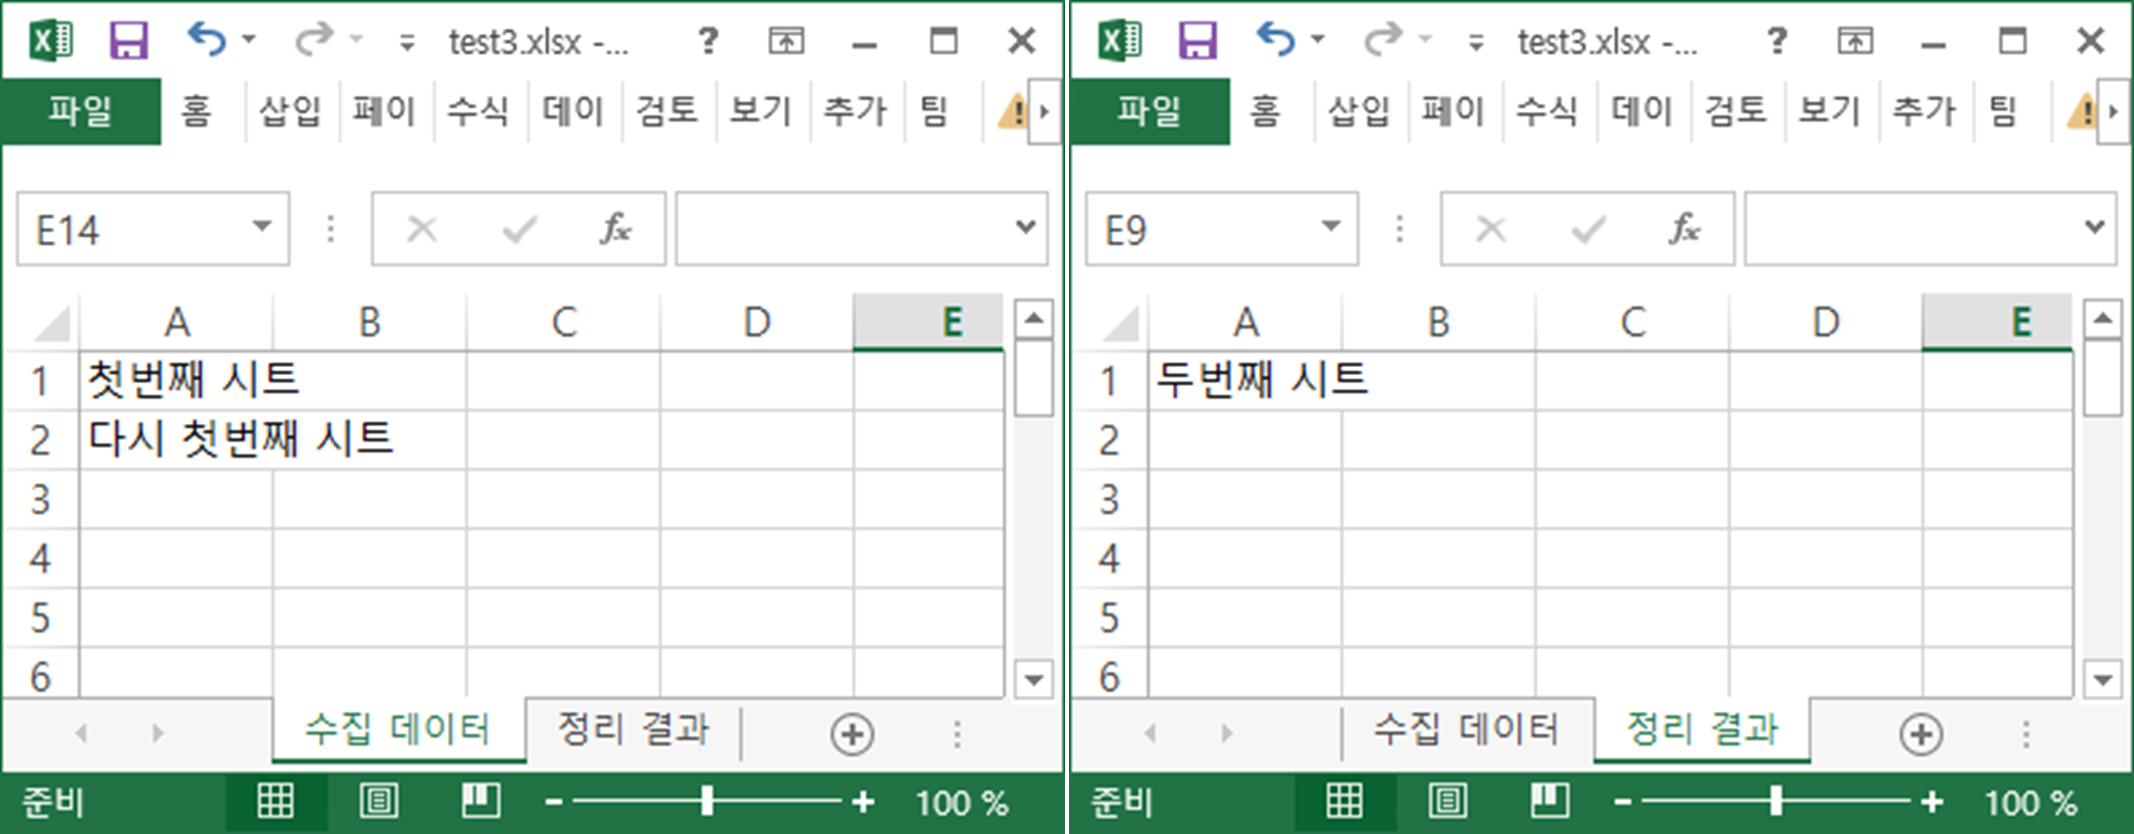 test3.xlsx -...
파일 홈 삽입 페이 수식 데이 검토 보기 추가 팀
E14
A B C D E
1 첫번째 시트
2 다시 첫번째 시트
3
4
5
6
수집 데이터 정리 결과
준비 100 %
test3.xlsx -...
파일 홈 삽입 페이 수식 데이 검토 보기 추가 팀
E9
A B C D E
1 두번째 시트
2
3
4
5
6
수집 데이터 정리 결과
준비 100 %